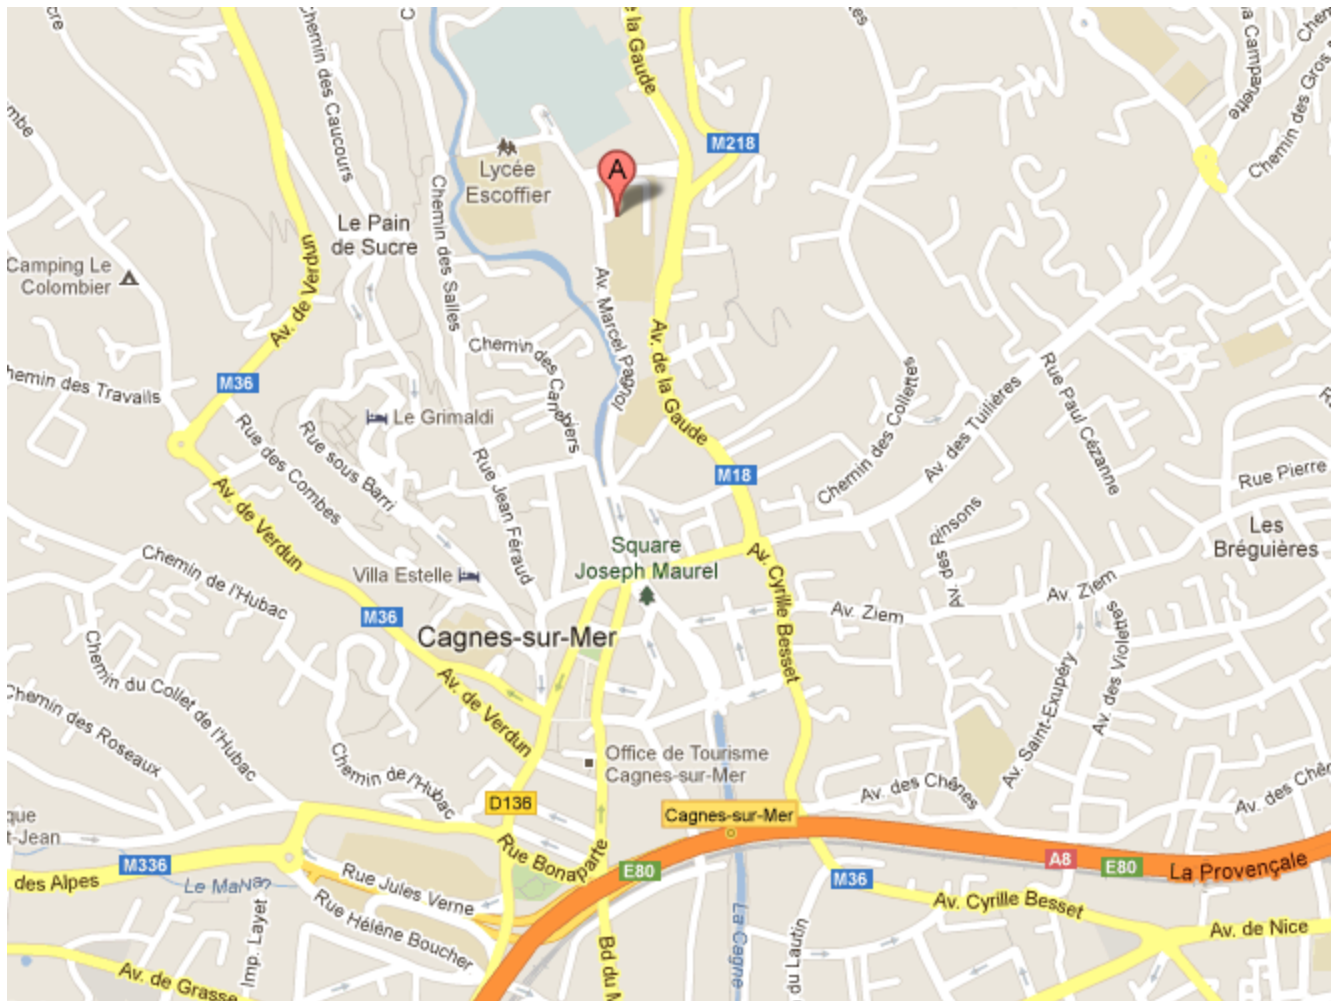 la Gaude
M218
A
Lycée
Escoffier
Chemin des Caucours
Chemin des Salles
Le Pain
de Sucre
Camping Le
Colombier
Av. de Verdun
M36
Chemin des Gros
Av. Marcel Pagnol
Av. de la Gaude
Chemin des
Le Grimaldi
Rue sous Barri
Rue des Combes
Rue Jean Féraud
M18
Chemin des Collettes
Av. des Tuilières
Rue Paul Cézanne
Rue Pierre
Les
Bréguières
Av. des Pinsons
Av. de Verdun
Chemin de l'Hubac
Villa Estelle
Square
Joseph Maurel
Av. Cyrille Besset
Av. Ziem
Av. Ziem
M36
Cagnes-sur-Mer
Chemin du Collet de l'Hubac
Chemin des Roseaux
Av. de Verdun
Chemin de l'Hubac
Av. Saint-Exupéry
Av. des Violettes
Office de Tourisme
Cagnes-sur-Mer
Av. des Chênes
Av. des
D136
Cagnes-sur-Mer
t-Jean
M336
des Alpes
Le Malvan
Rue Jules Verne
Rue Bonaparte
E80
A8
E80
La Provençale
M36
Rue Hélène Boucher
Imp. Layet
Av. de Grasse
Bd du
La Cagne
Lautin
Av. Cyrille Besset
Av. de Nice